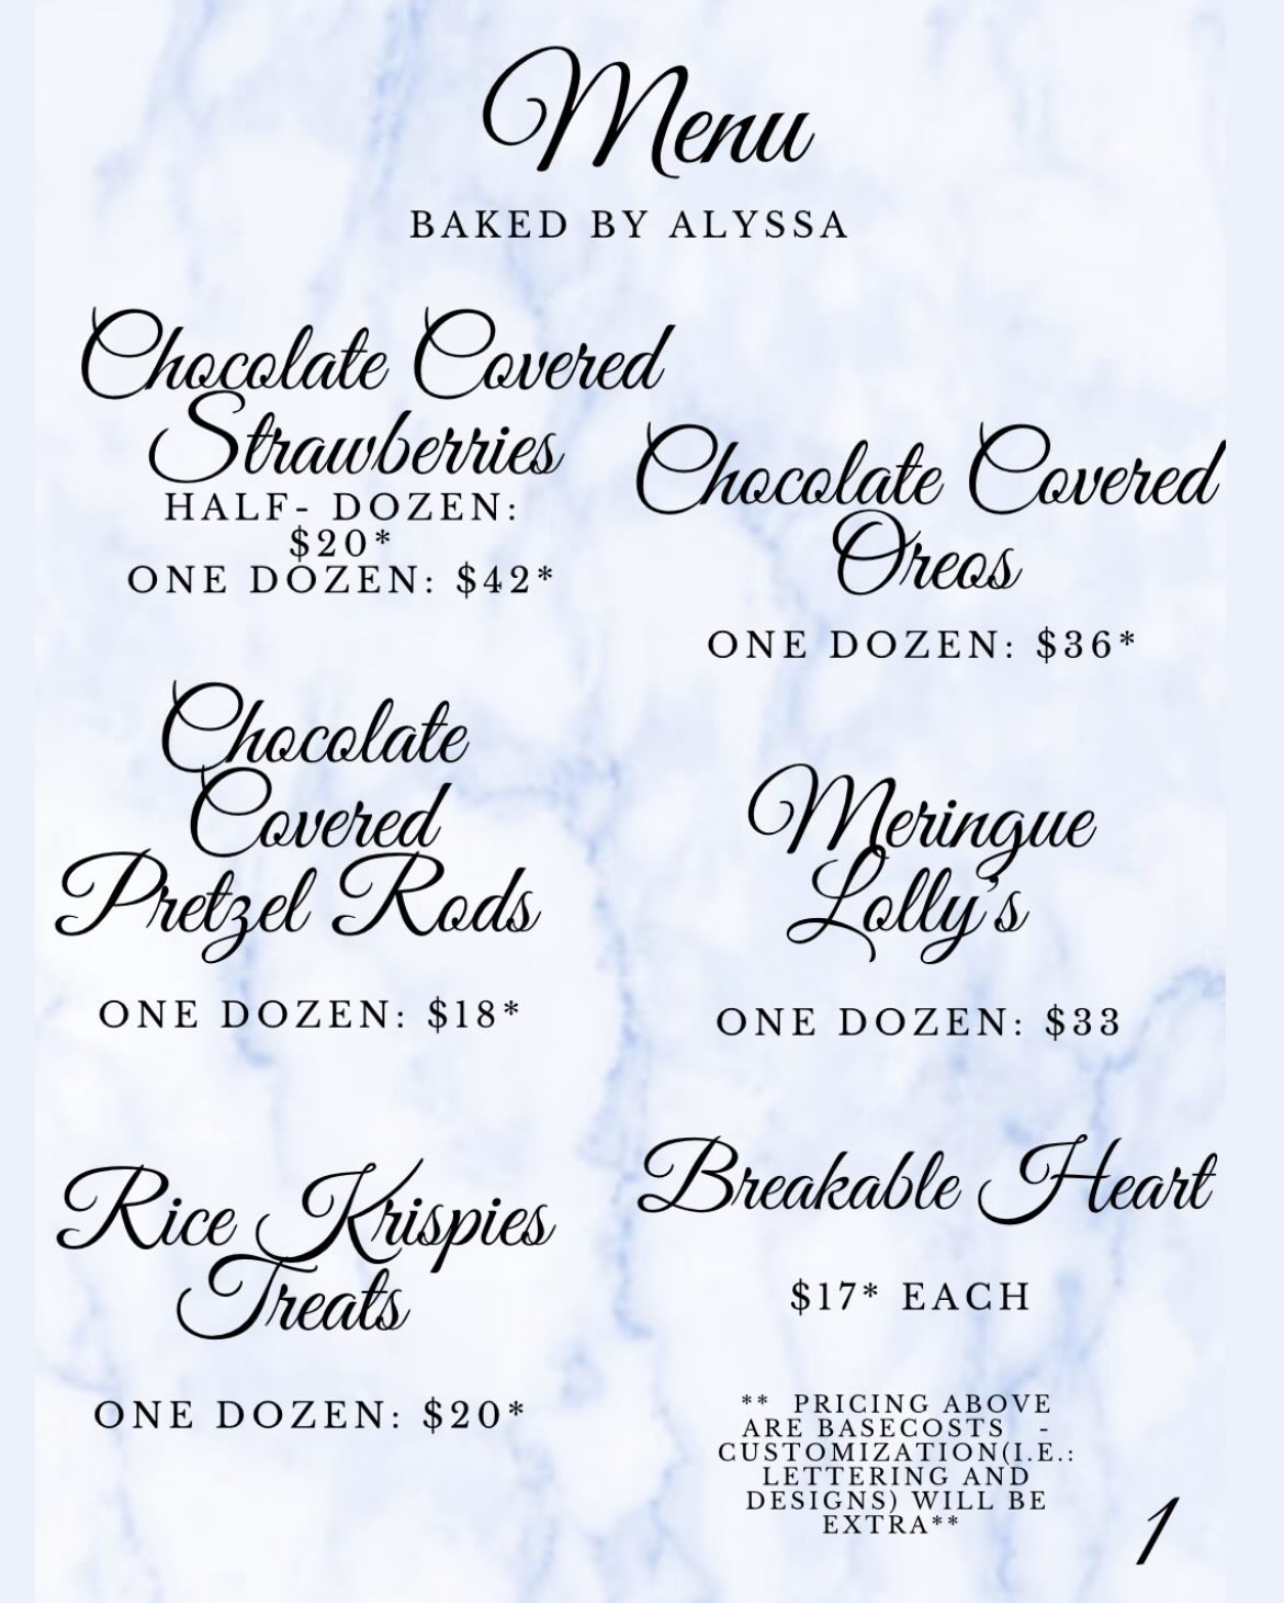 Menu
BAKED BY ALYSSA
Chocolate Covered
Strawberries
HALF- DOZEN:
$20*
ONE DOZEN: $42*
Chocolate Covered
Oreos
ONE DOZEN: $36*
Chocolate
Covered
Pretzel Rods
ONE DOZEN: $18*
Meringue
Lolly's
ONE DOZEN: $33
Rice Krispies
Treats
ONE DOZEN: $20*
Breakable Heart
$17* EACH
** PRICING ABOVE
ARE BASECOSTS -
CUSTOMIZATION(I.E.:
LETTERING AND
DESIGNS) WILL BE
EXTRA**
1